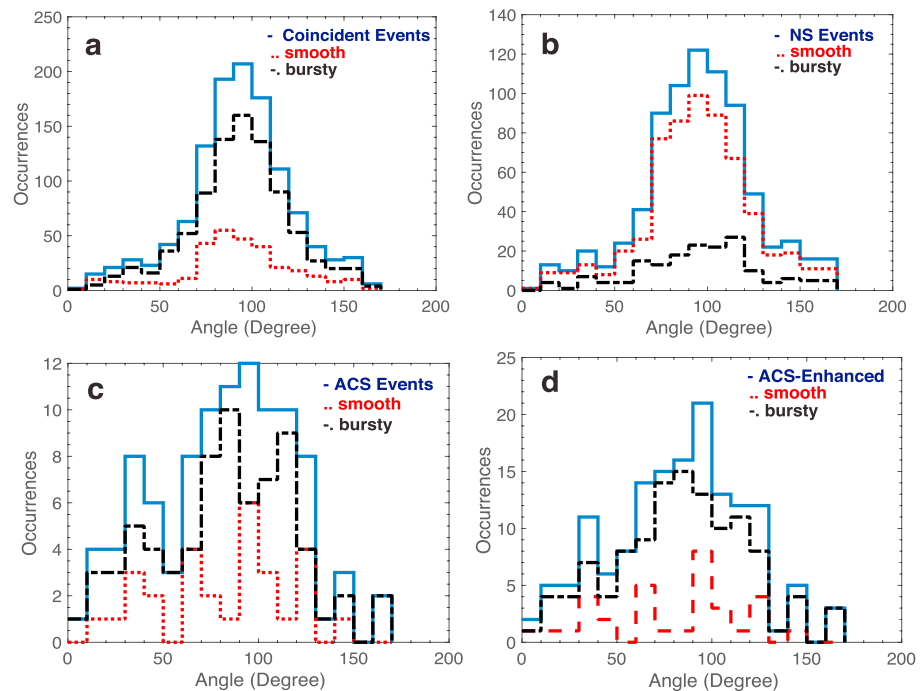 a
- Coincident Events
.. smooth
-. bursty
Occurrences
250
200
150
100
50
0
0 50 100 150 200
Angle (Degree)
b
- NS Events
.. smooth
-. bursty
Occurrences
140
120
100
80
60
40
20
0
0 50 100 150 200
Angle (Degree)
c
- ACS Events
.. smooth
-. bursty
Occurrences
12
10
8
6
4
2
0
0 50 100 150 200
Angle (Degree)
d
- ACS-Enhanced
.. smooth
-. bursty
Occurrences
25
20
15
10
5
0
0 50 100 150 200
Angle (Degree)